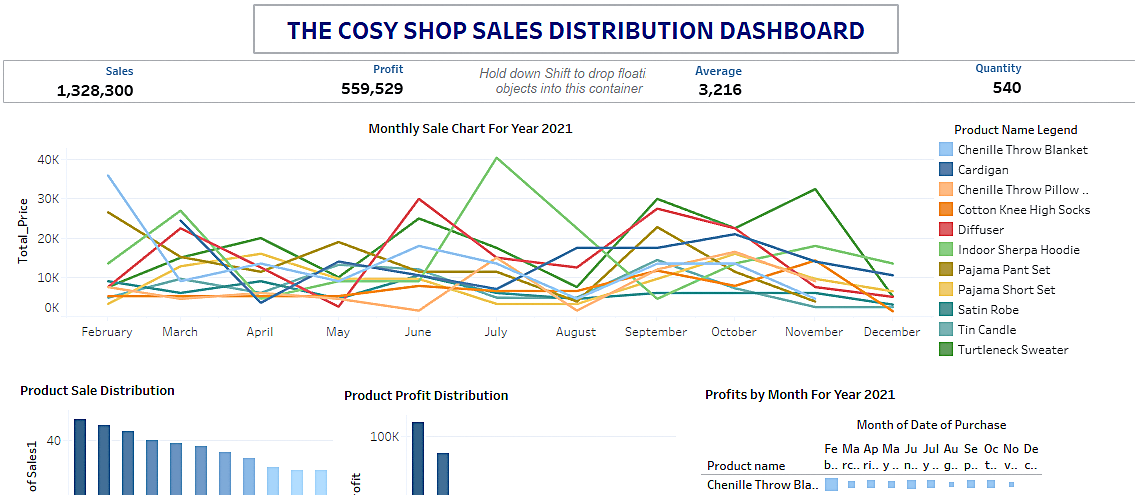 THE COSY SHOP SALES DISTRIBUTION DASHBOARD
Sales
1,328,300
Profit
559,529
Hold down Shift to drop floati
objects into this container
Average
3,216
Quantity
540
Monthly Sale Chart For Year 2021
Total_Price
40K
30K
20K
10K
0K
February March April May June July August September October November December
Product Name Legend
Chenille Throw Blanket
Cardigan
Chenille Throw Pillow ..
Cotton Knee High Socks
Diffuser
Indoor Sherpa Hoodie
Pajama Pant Set
Pajama Short Set
Satin Robe
Tin Candle
Turtleneck Sweater
Product Sale Distribution
of Sales1
40
Product Profit Distribution
100K
ofit
Profits by Month For Year 2021
Month of Date of Purchase
Fe Ma Ap Ma Ju Jul Au Se Oc No De
b.. rc.. ri.. y .. n.. y .. g.. p.. t.. v.. c..
Product name
Chenille Throw Bla..